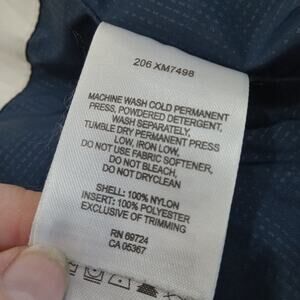 206 XM7498
MACHINE WASH COLD PERMANENT
PRESS, POWDERED DETERGENT,
WASH SEPARATELY,
TUMBLE DRY PERMANENT PRESS
LOW, IRON LOW,
DO NOT USE FABRIC SOFTENER,
DO NOT BLEACH,
DO NOT DRYCLEAN
SHELL: 100% NYLON
INSERT: 100% POLYESTER
EXCLUSIVE OF TRIMMING
RN 69724
CA 05367